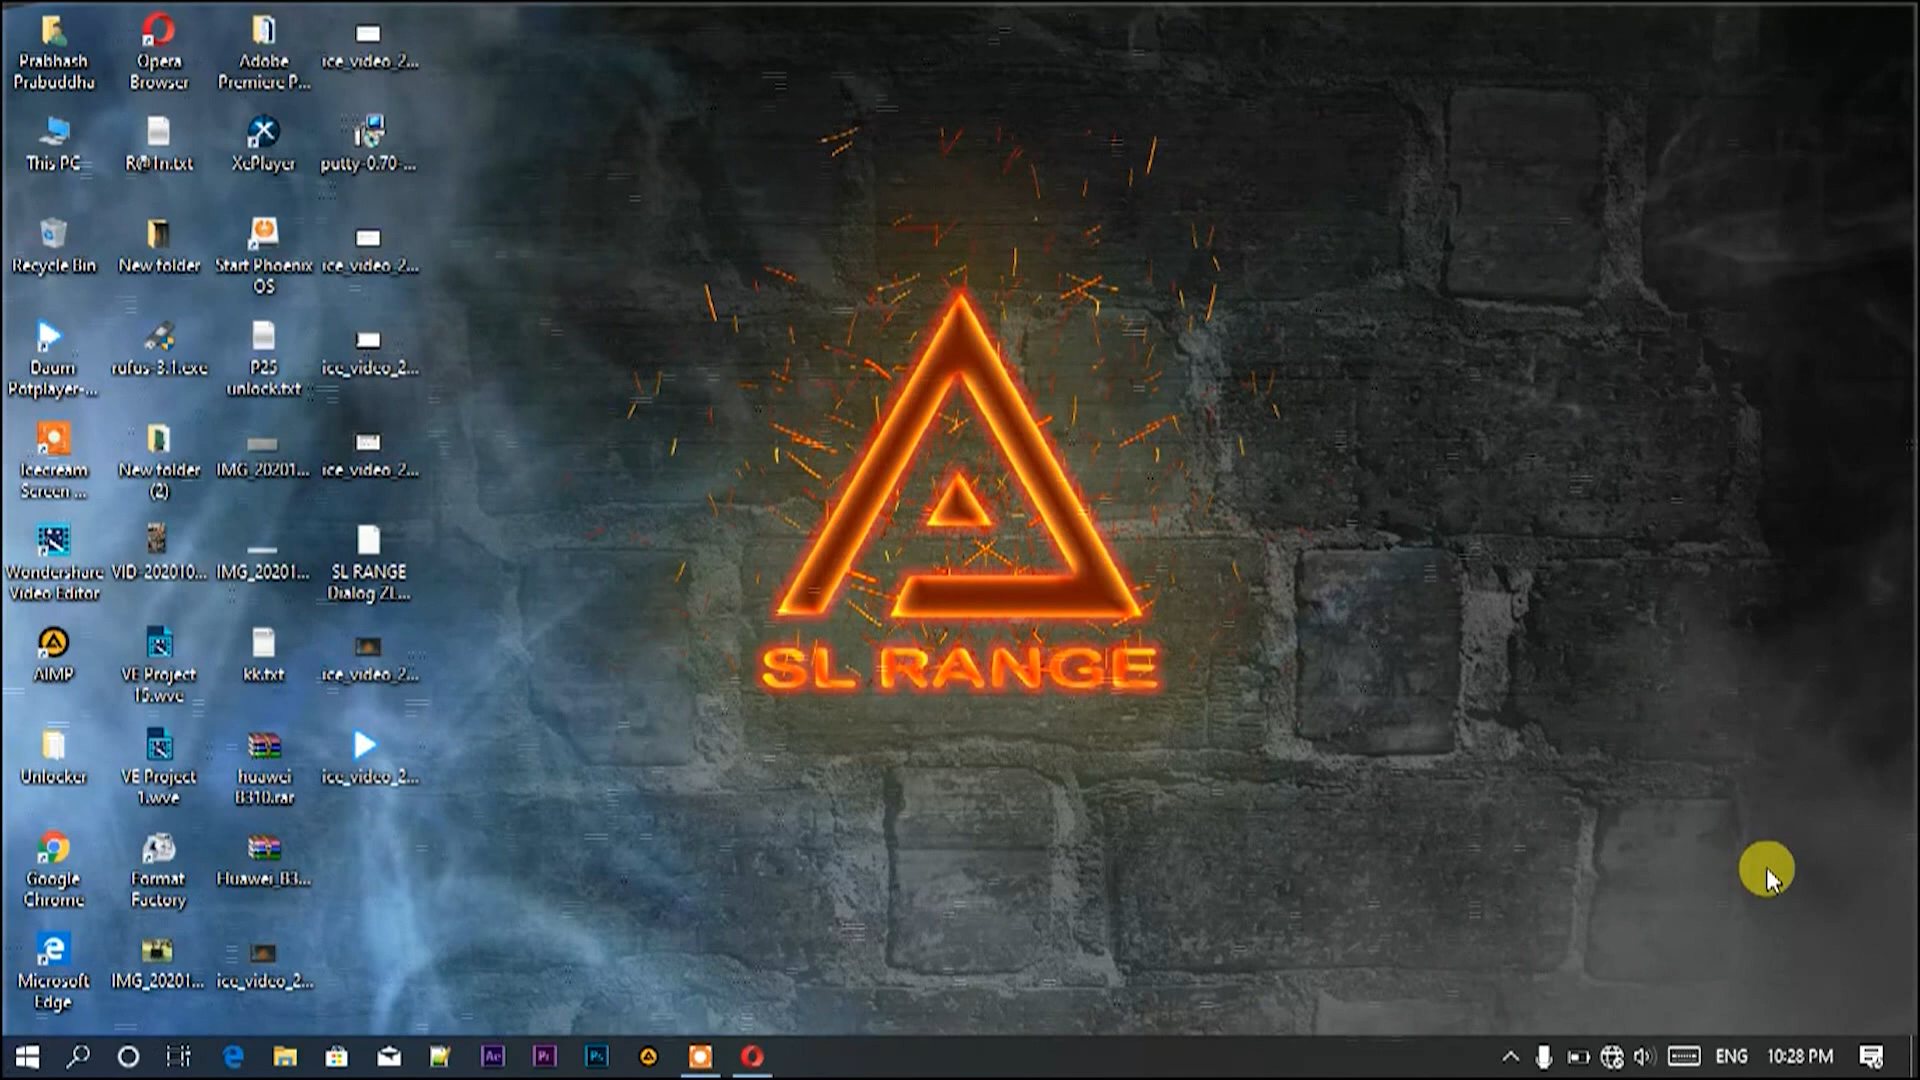 Prabhash
Prabuddha
Opera
Browser
Adobe
Premiere P...
ice_video_2...
This PC
R@1n.txt
XePlayer
putty-0.70-...
Recycle Bin
New folder
Start Phoenix
OS
ice_video_2...
Daum
Potplayer-...
rufus-3.1.exe
P25
unlock.txt
ice_video_2...
Icecream
Screen ...
New folder
(2)
IMG_20201...
ice_video_2...
Wondershare
Video Editor
VID-202010...
IMG_20201...
SL RANGE
Dialog ZL...
AIMP
VE Project
15.wve
kk.txt
ice_video_2...
Unlocker
VE Project
1.wve
huawei
B310.rar
ice_video_2...
Google
Chrome
Format
Factory
Huawei_B3...
Microsoft
Edge
IMG_20201...
ice_video_2...
SL RANGE
Ae
Pr
Ps
ENG
10:28 PM